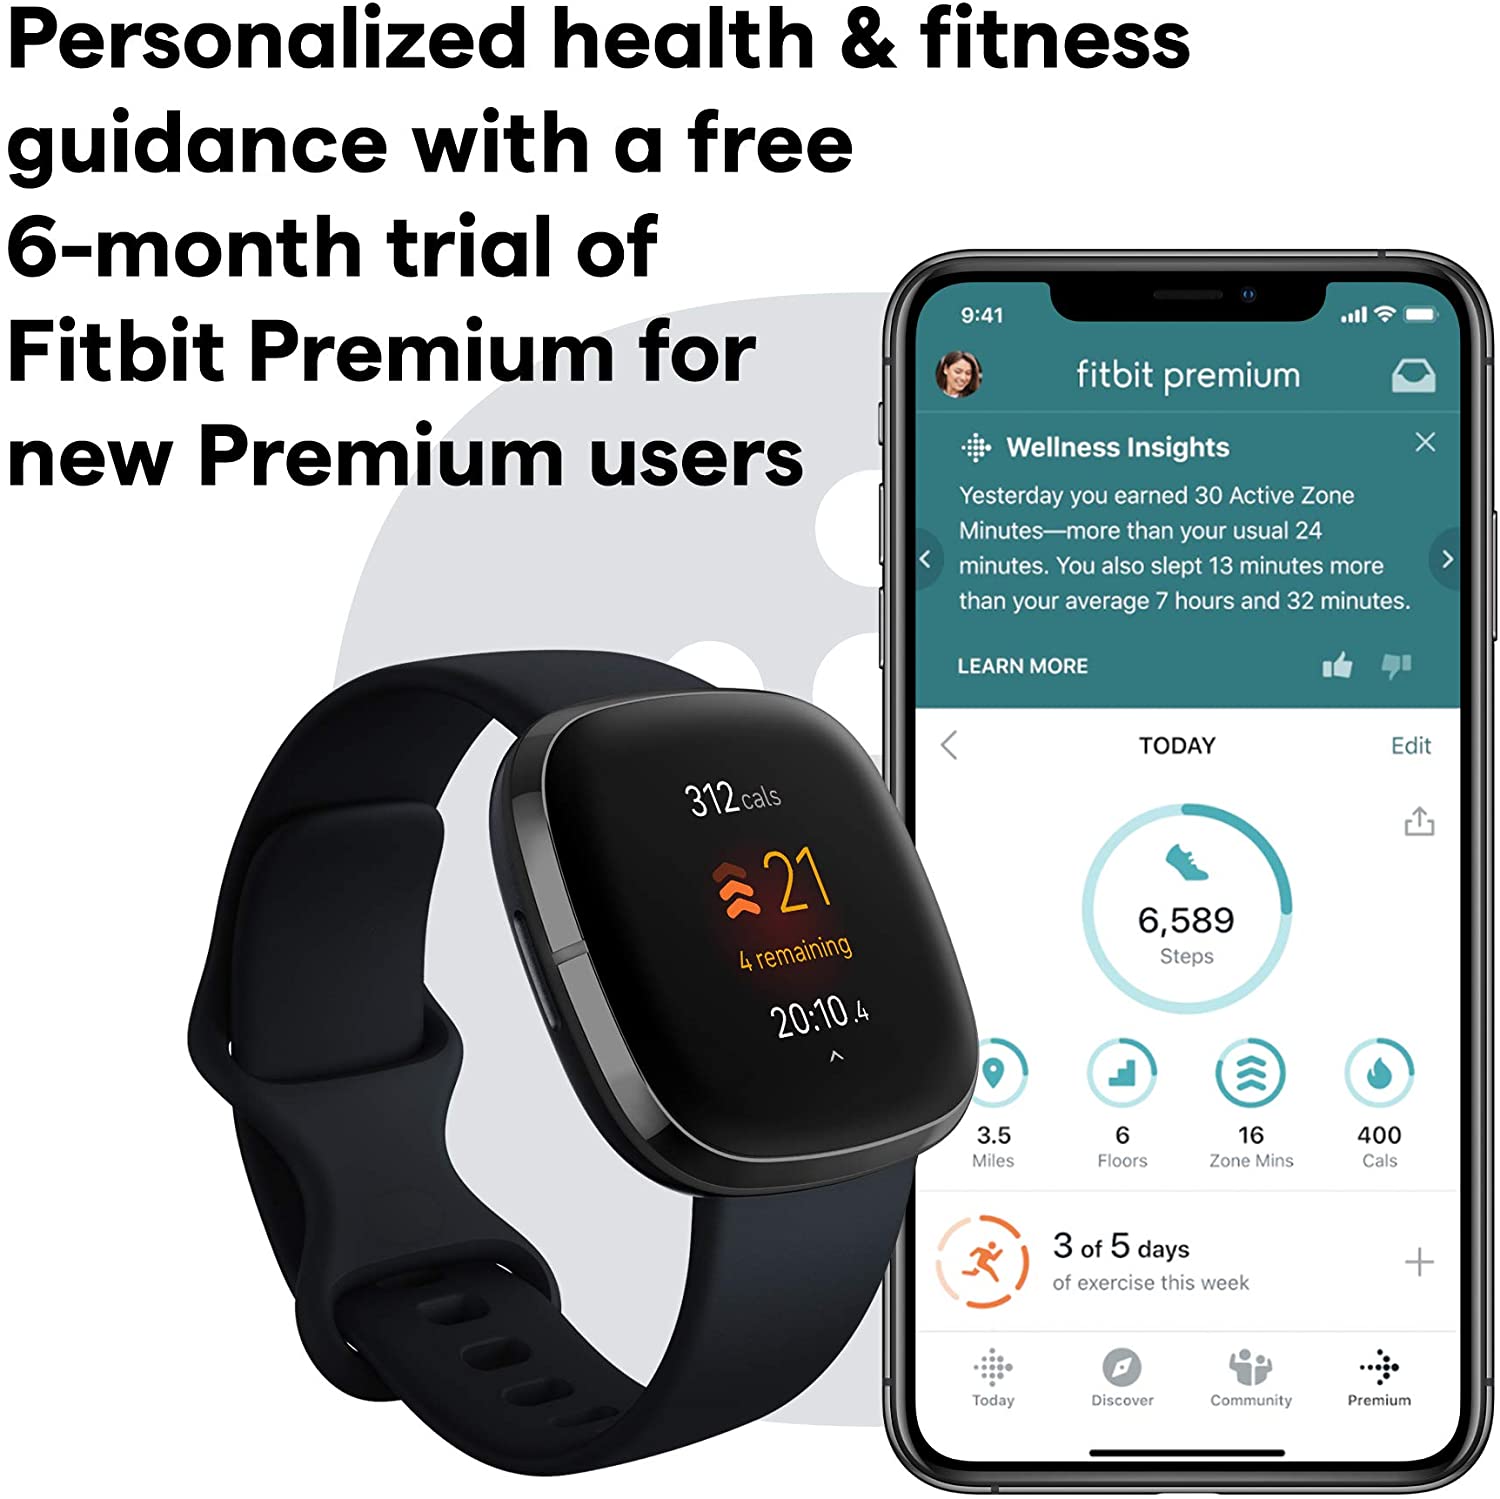 Personalized health & fitness
guidance with a free
6-month trial of
Fitbit Premium for
new Premium users
9:41
fitbit premium
Wellness Insights
Yesterday you earned 30 Active Zone
Minutes—more than your usual 24
minutes. You also slept 13 minutes more
than your average 7 hours and 32 minutes.
LEARN MORE
TODAY
Edit
6,589
Steps
3.5
Miles
6
Floors
16
Zone Mins
400
Cals
3 of 5 days
of exercise this week
Today
Discover
Community
Premium
312 cals
21
4 remaining
20:10.4